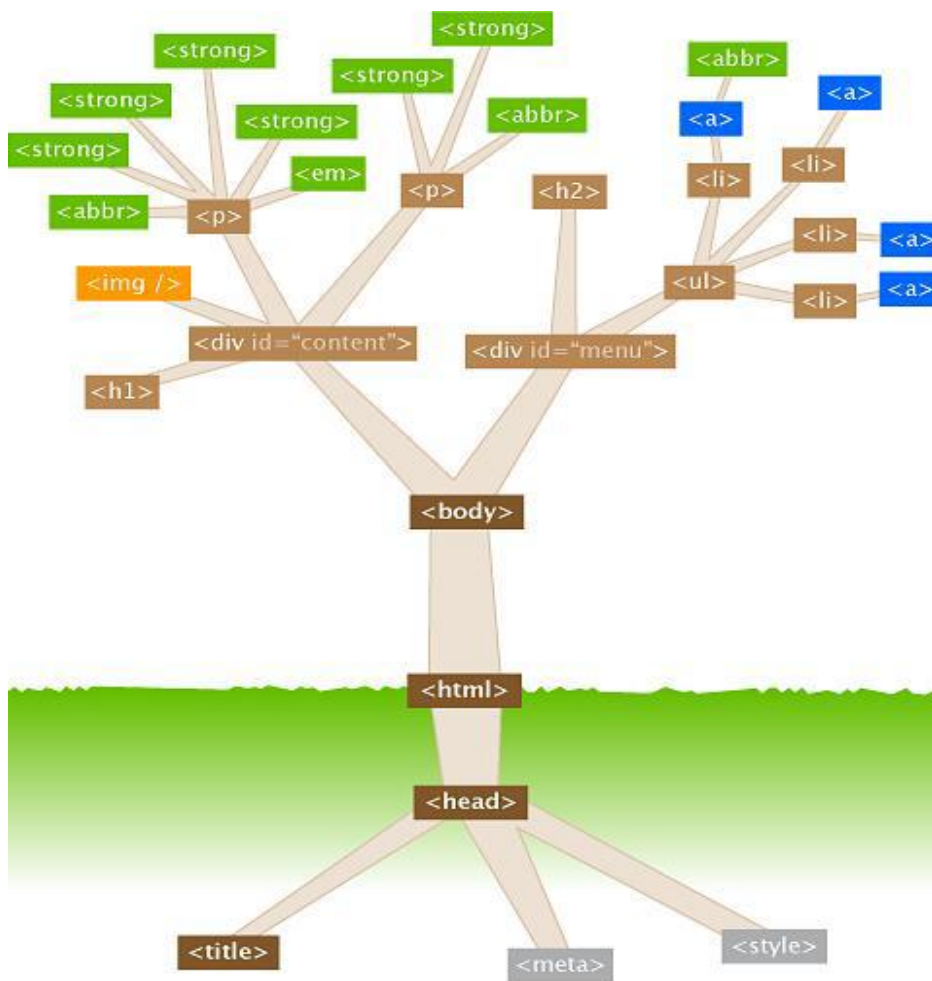 <strong>
<strong>
<abbr>
<strong>
<a>
<strong>
<a>
<strong>
<abbr>
<strong>
<strong>
<li>
<em>
<li>
<p>
<h2>
<abbr>
<p>
<li>
<a>
<img />
<ul>
<li>
<a>
<div id=“content”>
<div id=“menu”>
<h1>
<body>
<html>
<head>
<title>
<style>
<meta>